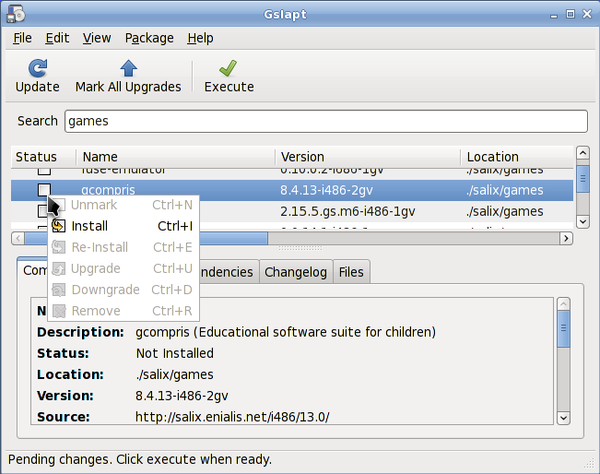 Gslapt
File Edit View Package Help
Update Mark All Upgrades Execute
Search games
Status Name Version Location
fuse-emulator 0.10.0.2-i686-1gv ./salix/games
gcompris 8.4.13-i486-2gv ./salix/games
Unmark Ctrl+N 2.15.5.gs.m6-i486-1gv ./salix/games
Install Ctrl+I
Re-Install Ctrl+E
Upgrade Ctrl+U
Com ndencies Changelog Files
Downgrade Ctrl+D
Remove Ctrl+R
N
Description: gcompris (Educational software suite for children)
Status: Not Installed
Location: ./salix/games
Version: 8.4.13-i486-2gv
Source: http://salix.enialis.net/i486/13.0/
Pending changes. Click execute when ready.